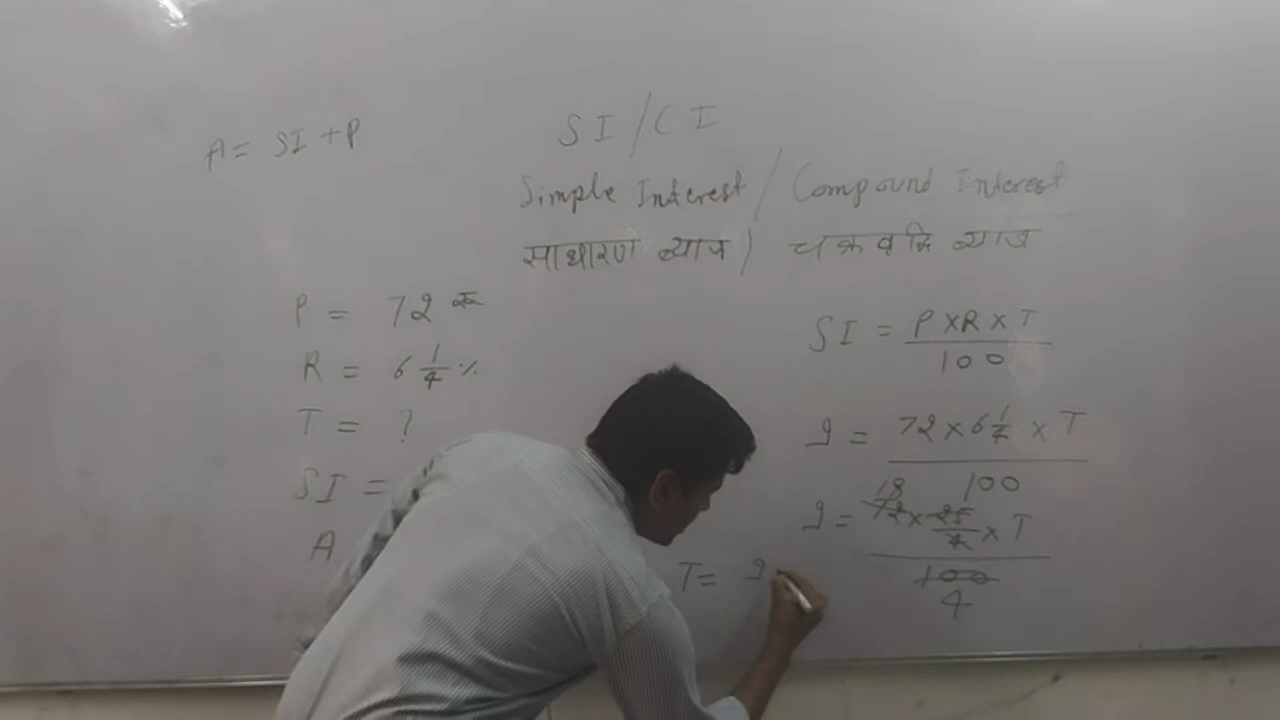 A = SI + P
SI / CI
Simple Interest / Compound Interest
साधारण ब्याज / चक्रवृद्धि ब्याज
P = 72 रू
R = 6 1/4 %
T = ?
SI =
A
SI = P x R x T / 100
9 = 72 x 6 1/4 x T / 100
18
9 = 72 x 25/4 x T / 100
4
T = 9